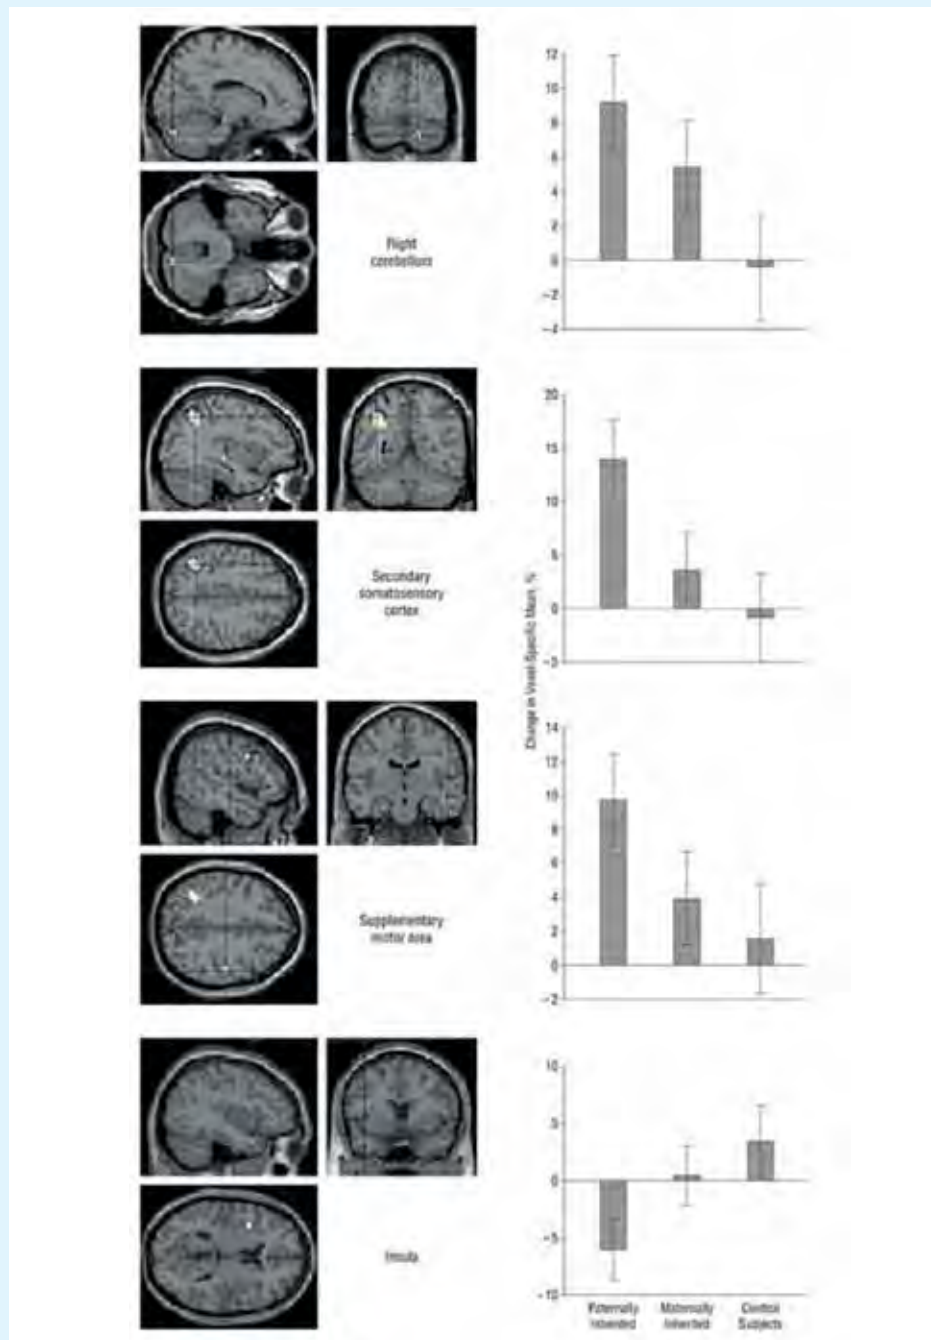 12
10
8
6
4
2
0
−2
−4
Right
cerebellum
20
15
10
5
0
−5
Secondary
somatosensory
cortex
Change in Voxel-Specific Mean, %
14
12
10
8
6
4
2
0
−2
Supplementary
motor area
10
5
0
−5
−10
Insula
Paternally
Inherited
Maternally
Inherited
Control
Subjects